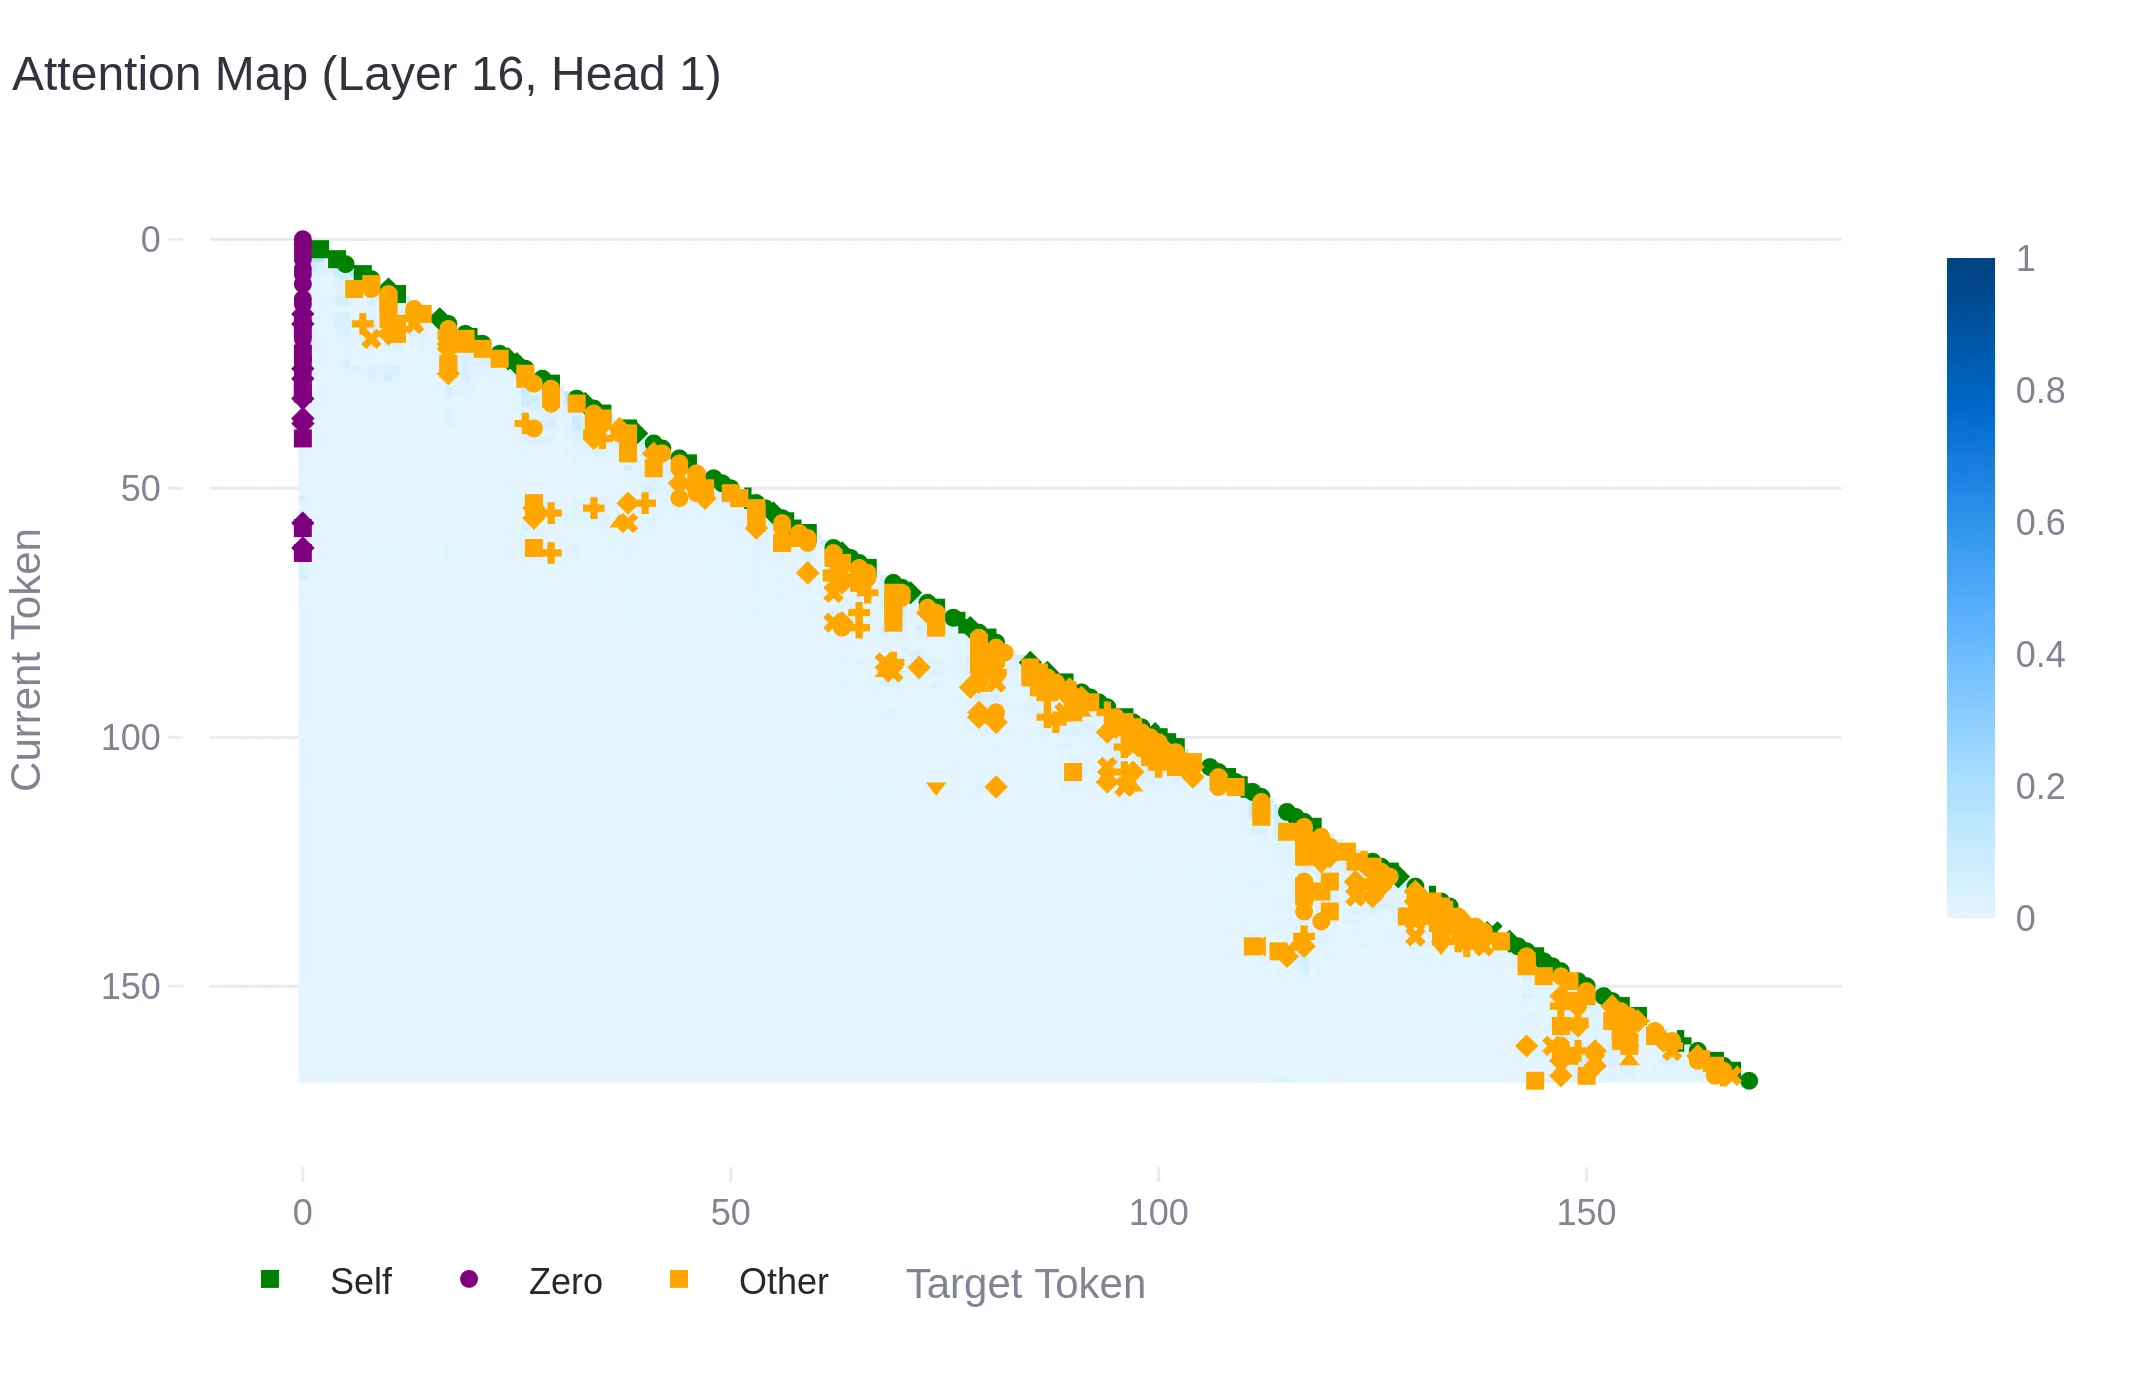 Attention Map (Layer 16, Head 1)
0
50
100
150
Current Token
1
0.8
0.6
0.4
0.2
0
0 50 100 150
Self Zero Other Target Token